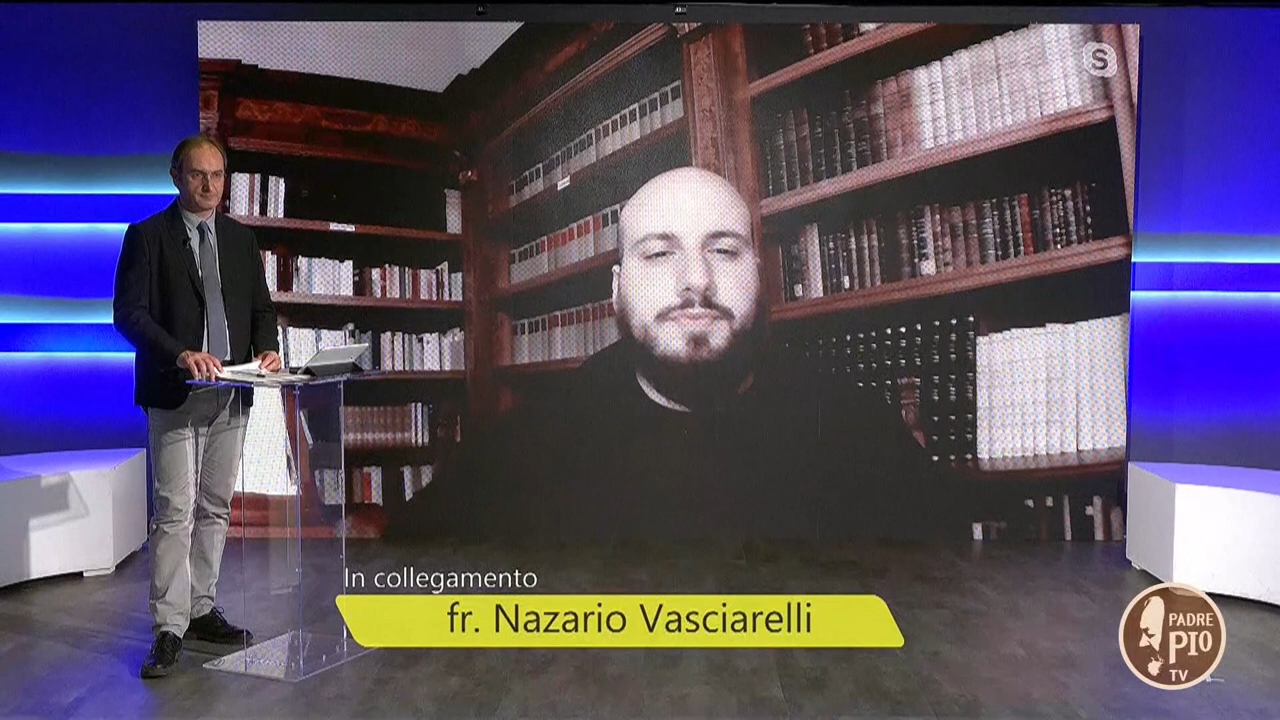 S
In collegamento
fr. Nazario Vasciarelli
PADRE
PIO
TV